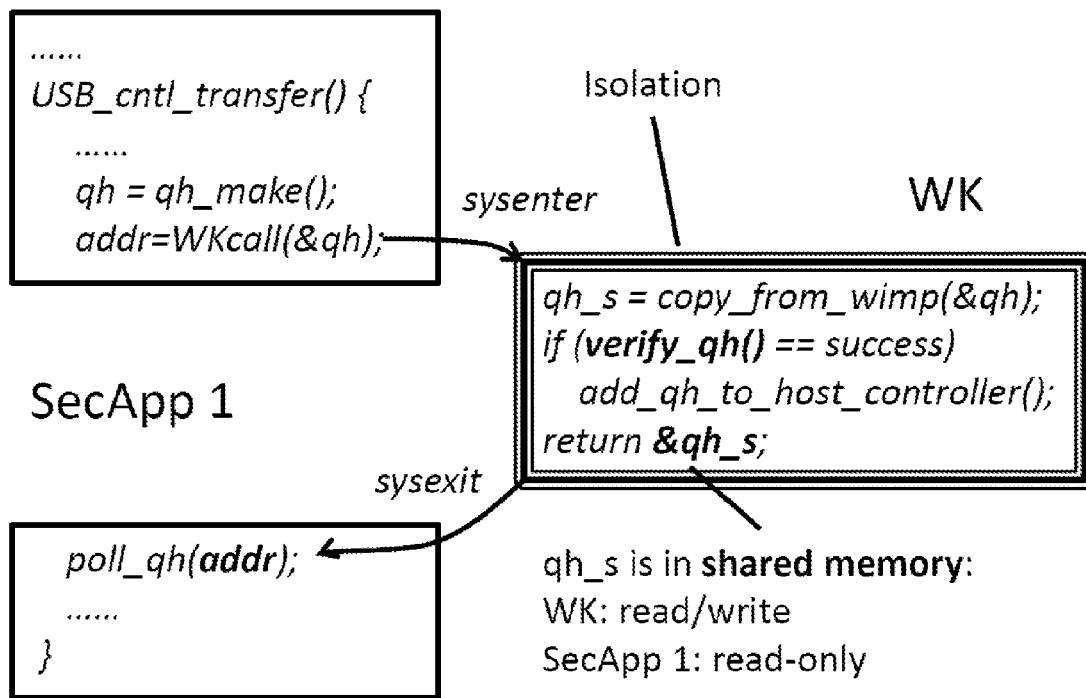 ......
USB_cntl_transfer() {
......
qh = qh_make();
addr=WKcall(&qh);
sysenter
Isolation
WK
qh_s = copy_from_wimp(&qh);
if (verify_qh() == success)
add_qh_to_host_controller();
return &qh_s;
SecApp 1
sysexit
poll_qh(addr);
......
}
qh_s is in shared memory:
WK: read/write
SecApp 1: read-only